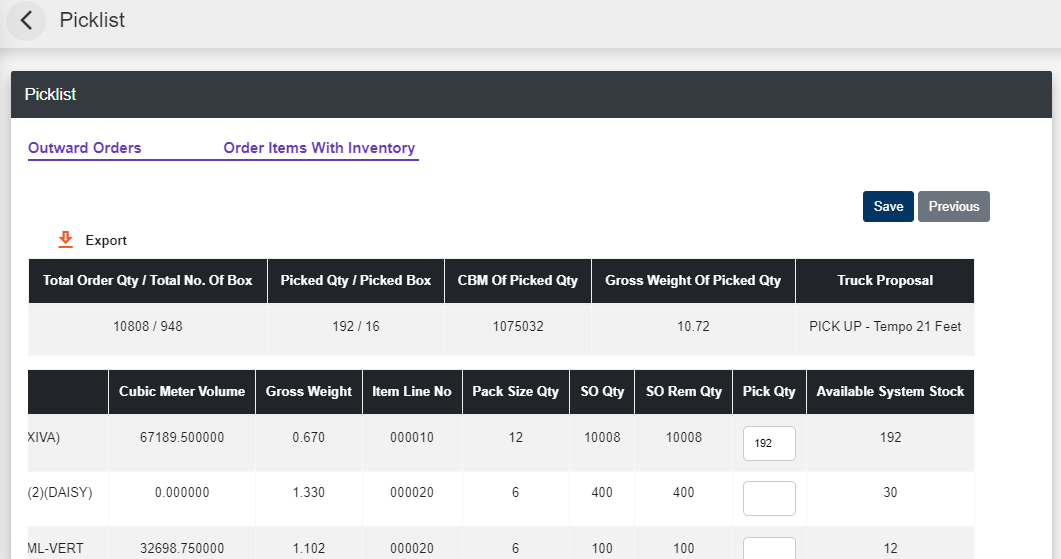 Picklist
Picklist
Outward Orders Order Items With Inventory
Save Previous
Export
Total Order Qty / Total No. Of Box Picked Qty / Picked Box CBM Of Picked Qty Gross Weight Of Picked Qty Truck Proposal
10808 / 948 192 / 16 1075032 10.72 PICK UP - Tempo 21 Feet
Cubic Meter Volume Gross Weight Item Line No Pack Size Qty SO Qty SO Rem Qty Pick Qty Available System Stock
XIVA) 67189.500000 0.670 000010 12 10008 10008 192 192
(2)(DAISY) 0.000000 1.330 000020 6 400 400 30
ML-VERT 32698.750000 1.102 000020 6 100 100 12